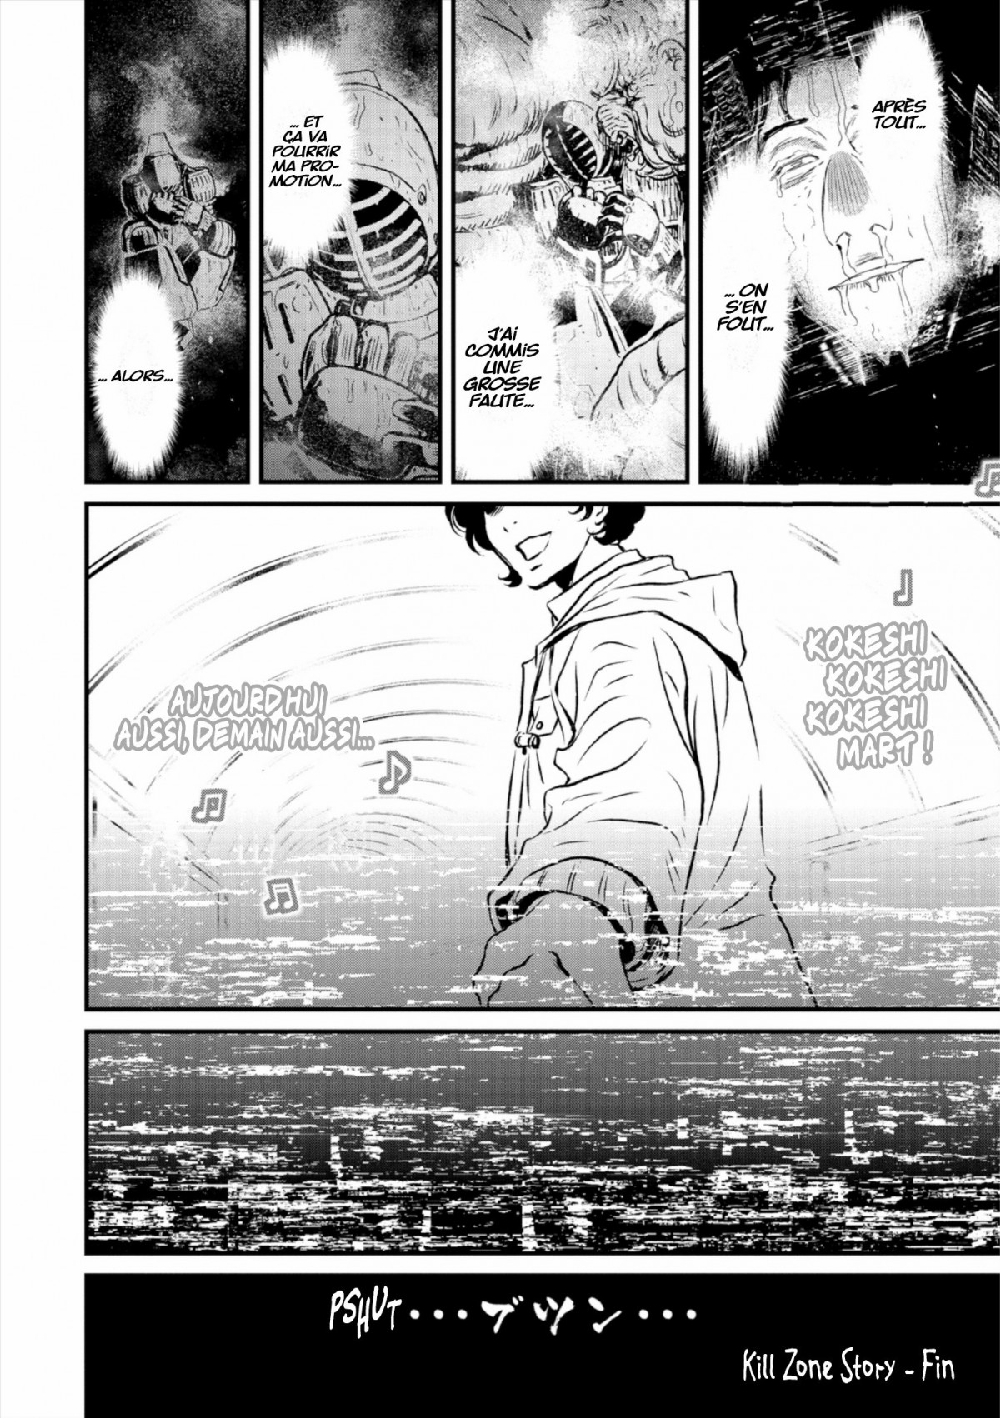 APRÈS
TOUT...
... ON
S'EN
FOUT...
J'AI
COMMIS
UNE
GROSSE
FAUTE...
... ET
ÇA VA
POURRIR
MA PRO-
MOTION...
... ALORS...
KOKESHI
KOKESHI
KOKESHI
MART !
AUJOURD'HUI
AUSSI, DEMAIN AUSSI...
PSHUT ･･･ブツン･･･
Kill Zone Story - Fin